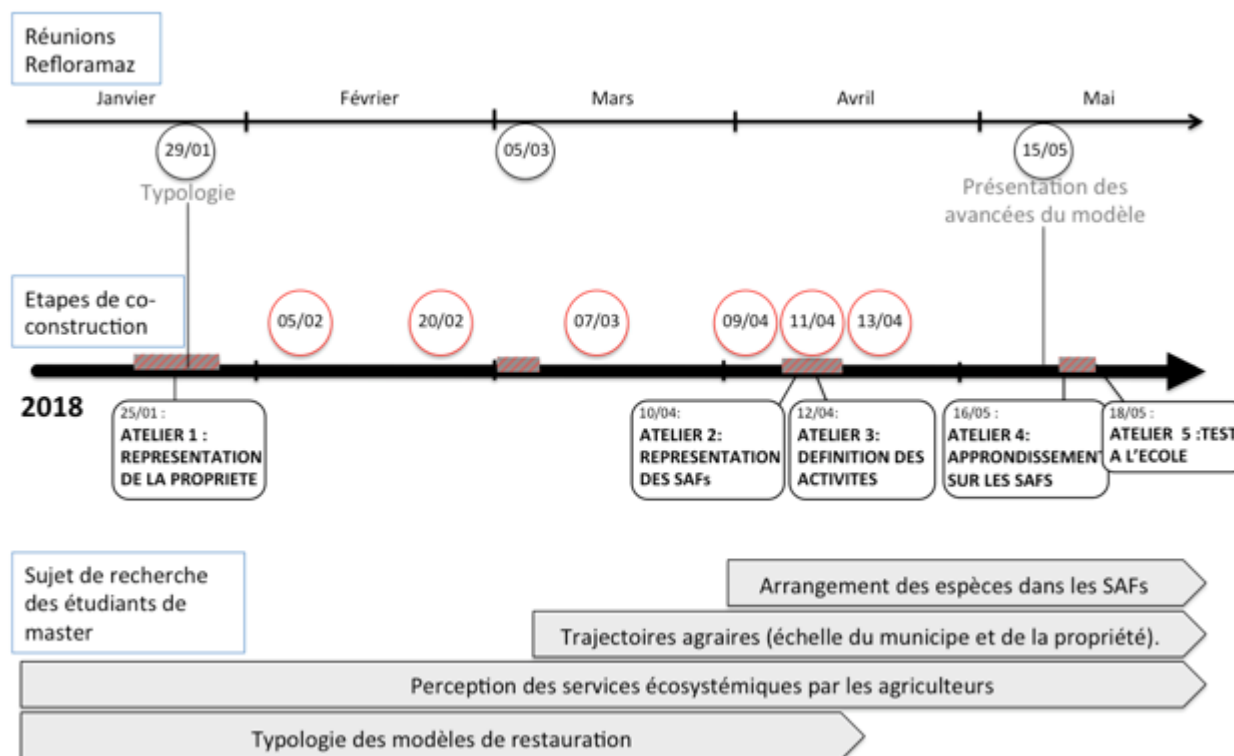 Réunions
Refloramaz
Janvier
Février
Mars
Avril
Mai
29/01
05/03
15/05
Typologie
Présentation des
avancées du modèle
Etapes de co-
construction
05/02
20/02
07/03
09/04
11/04
13/04
2018
25/01 :
ATELIER 1 :
REPRESENTATION
DE LA PROPRIETE
10/04:
ATELIER 2:
REPRESENTATION
DES SAFs
12/04:
ATELIER 3:
DEFINITION DES
ACTIVITES
16/05 :
ATELIER 4:
APPRONDISSEMENT
SUR LES SAFS
18/05 :
ATELIER 5 :TEST
A L'ECOLE
Sujet de recherche
des étudiants de
master
Arrangement des espèces dans les SAFs
Trajectoires agraires (échelle du municipe et de la propriété).
Perception des services écosystémiques par les agriculteurs
Typologie des modèles de restauration